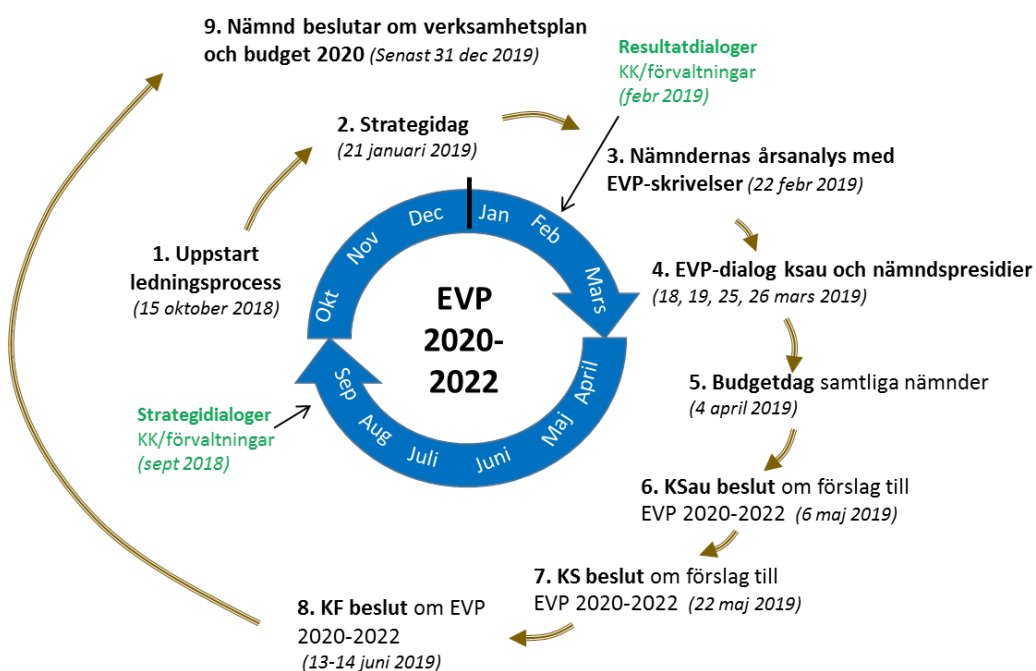 9. Nämnd beslutar om verksamhetsplan
och budget 2020 (Senast 31 dec 2019)
Resultatdialoger
KK/förvaltningar
(febr 2019)
2. Strategidag
(21 januari 2019)
3. Nämndernas årsanalys med
EVP-skrivelser (22 febr 2019)
1. Uppstart
ledningsprocess
(15 oktober 2018)
4. EVP-dialog ksau och nämndspresidier
(18, 19, 25, 26 mars 2019)
Jan
Feb
Mars
April
Maj
Juni
Juli
Aug
Sep
Okt
Nov
Dec
EVP
2020-
2022
5. Budgetdag samtliga nämnder
(4 april 2019)
Strategidialoger
KK/förvaltningar
(sept 2018)
6. KSau beslut om förslag till
EVP 2020-2022 (6 maj 2019)
7. KS beslut om förslag till
EVP 2020-2022 (22 maj 2019)
8. KF beslut om EVP
2020-2022
(13-14 juni 2019)